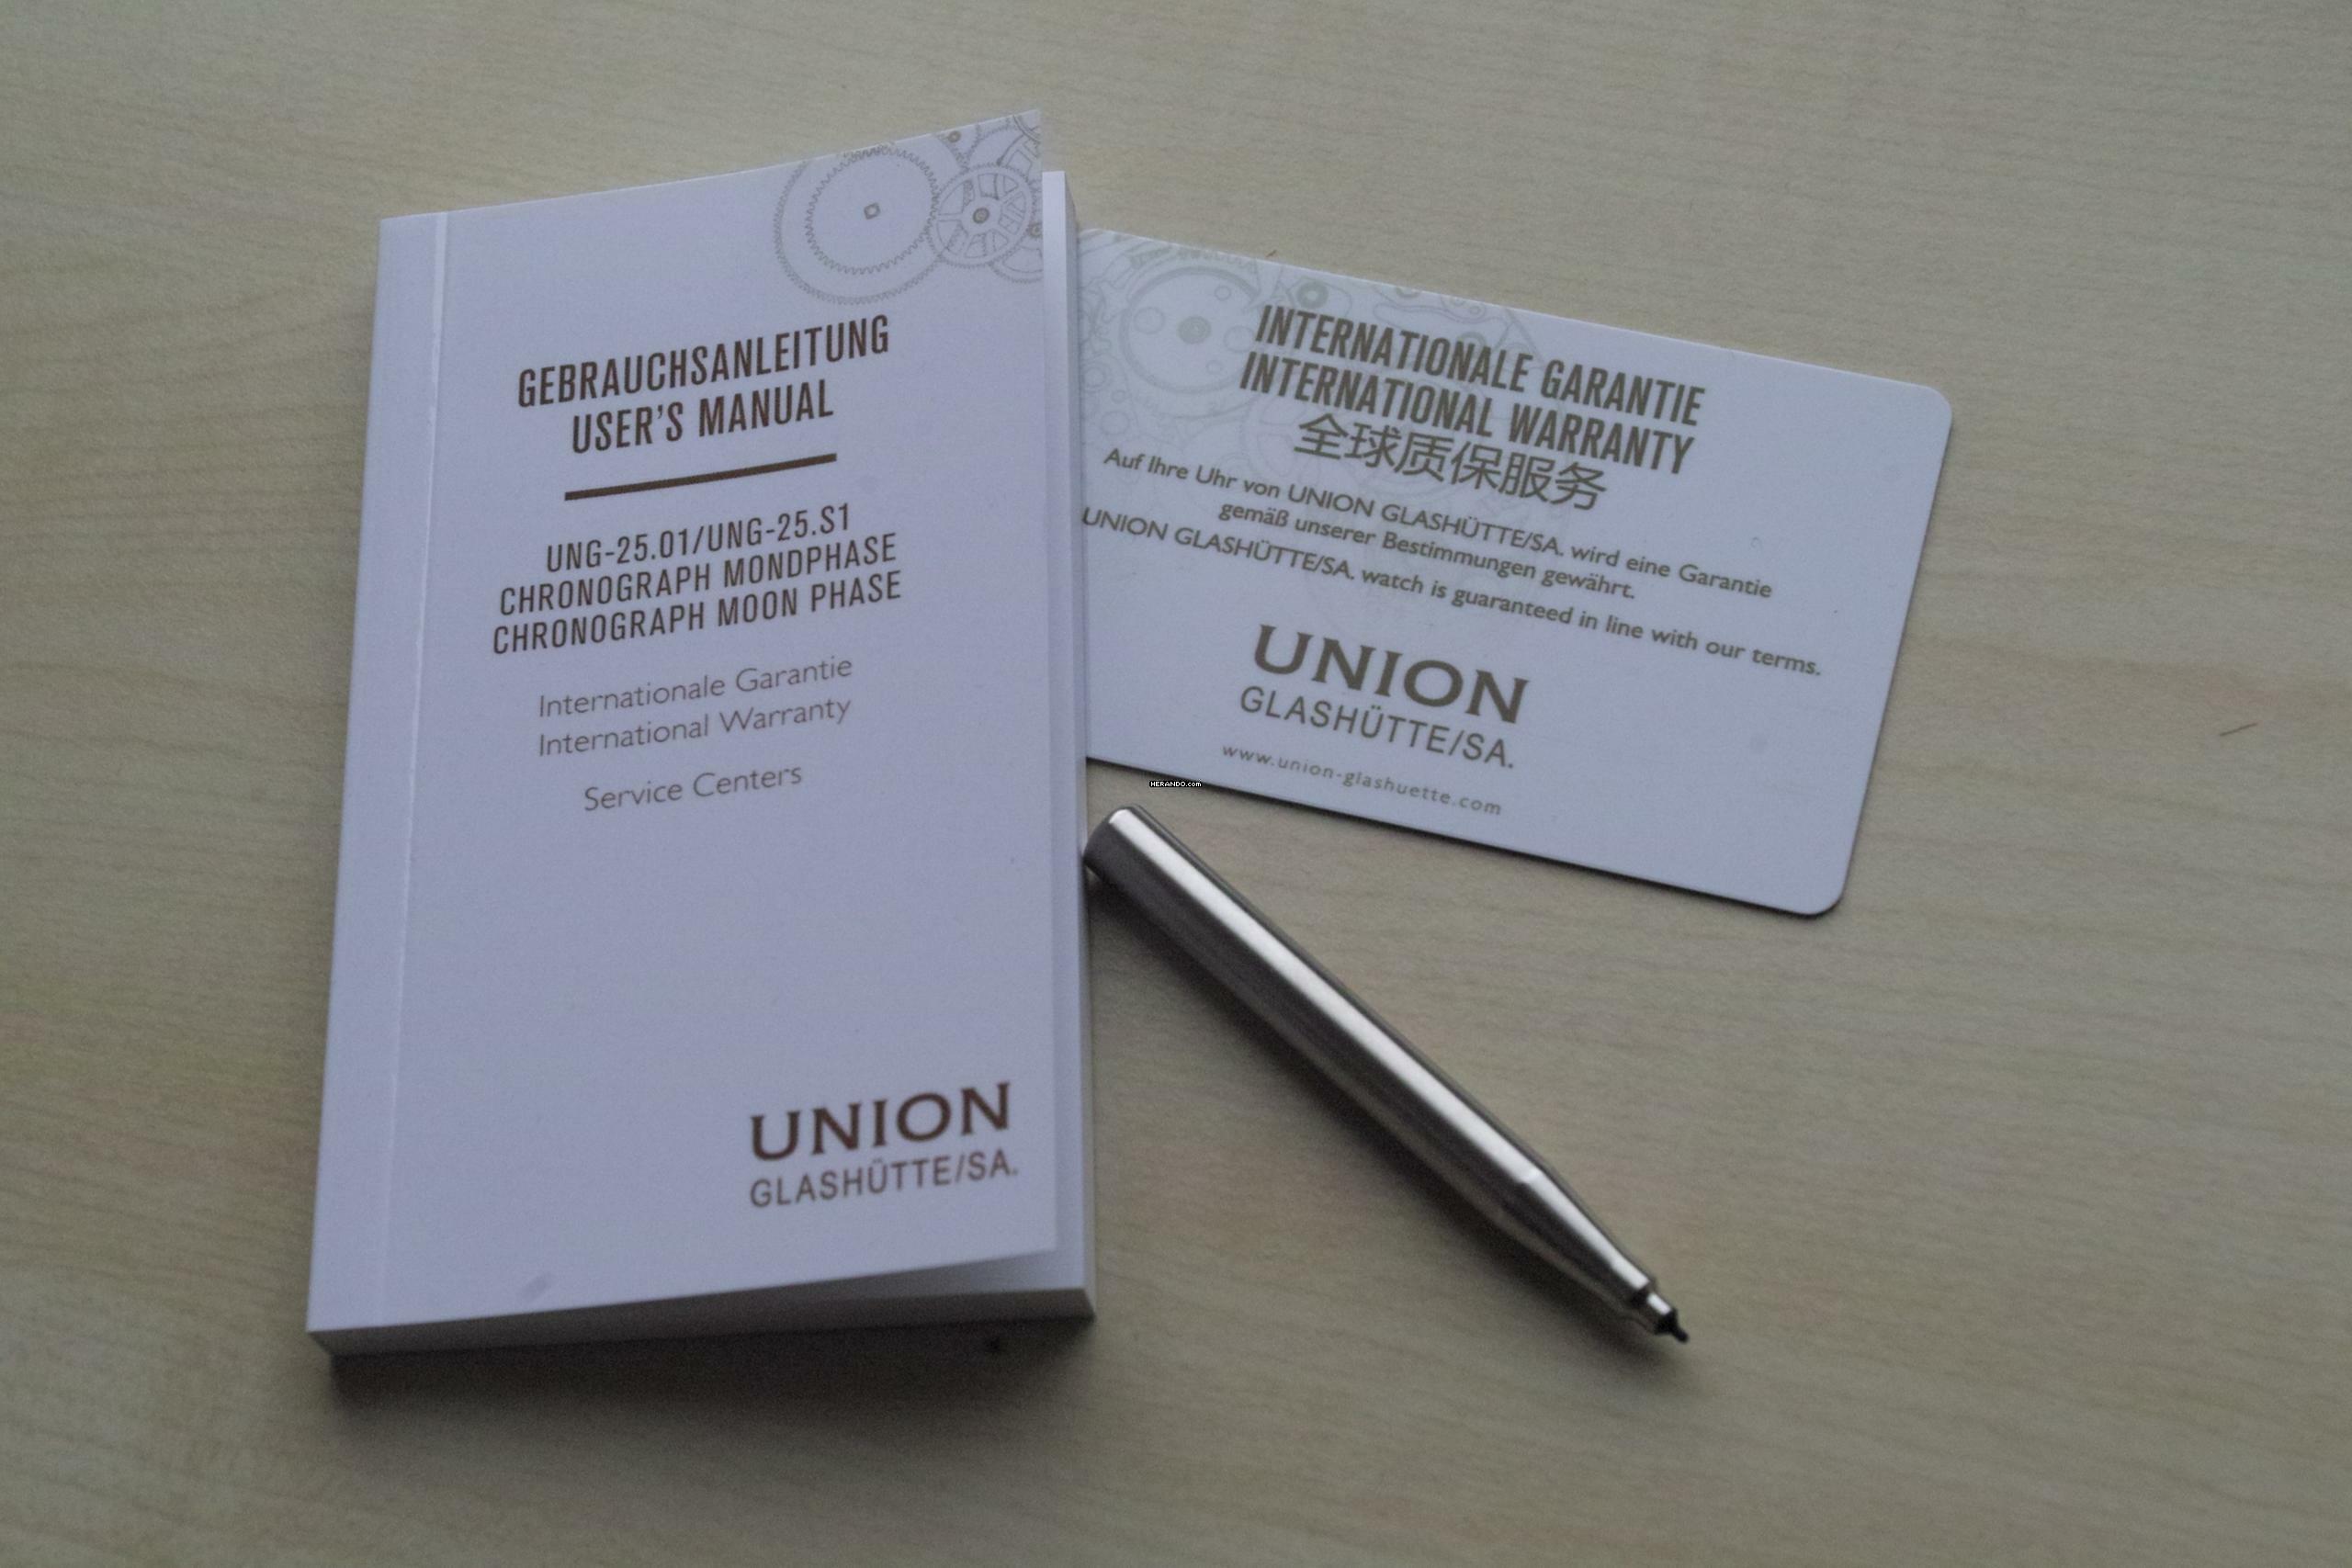 GEBRAUCHSANLEITUNG
USER'S MANUAL
UNG-25.01/UNG-25.S1
CHRONOGRAPH MONDPHASE
CHRONOGRAPH MOON PHASE
Internationale Garantie
International Warranty
Service Centers
UNION
GLASHÜTTE/SA.
INTERNATIONALE GARANTIE
INTERNATIONAL WARRANTY
全球质保服务
Auf Ihre Uhr von UNION GLASHÜTTE/SA. wird eine Garantie
gemäß unserer Bestimmungen gewährt.
UNION GLASHÜTTE/SA. watch is guaranteed in line with our terms.
UNION
GLASHÜTTE/SA.
www.union-glashuette.com
HERANDO.com